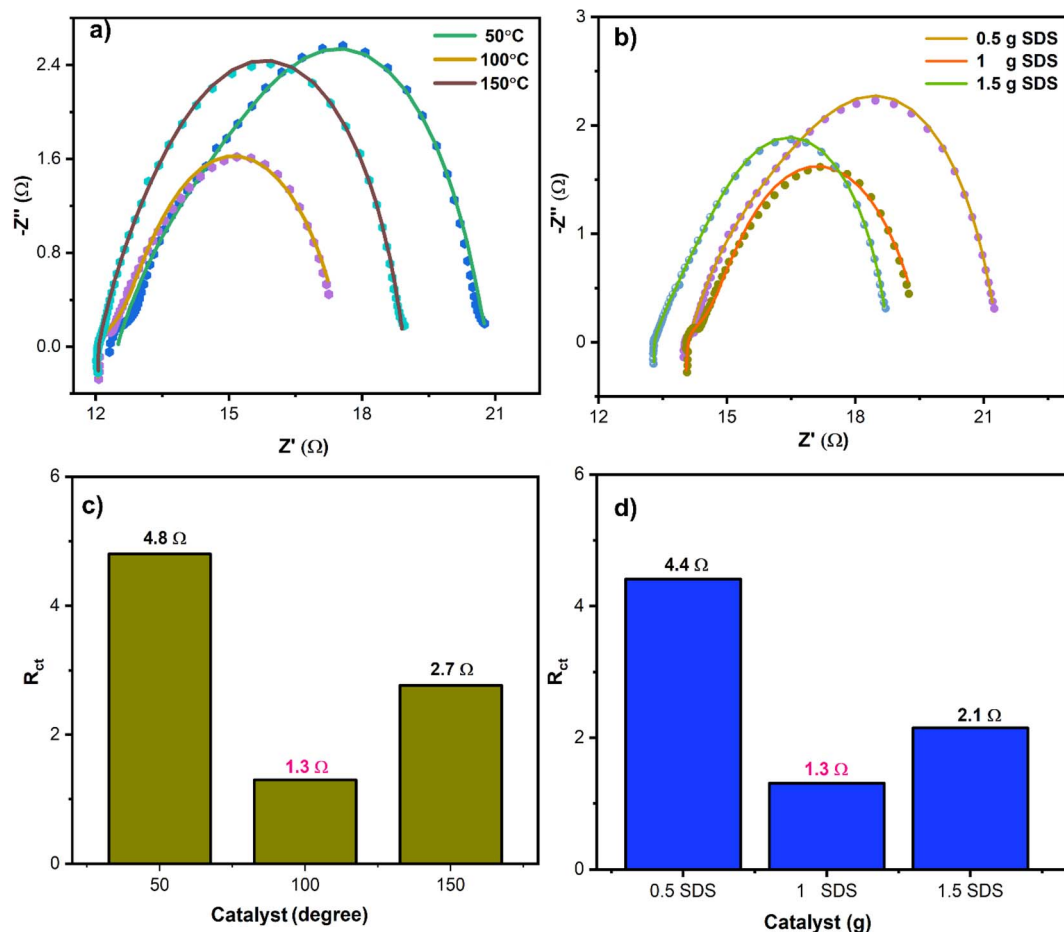 a)
50°C
100°C
150°C
2.4
1.6
0.8
0.0
-Z'' (Ω)
12 15 18 21
Z' (Ω)
b)
0.5 g SDS
1 g SDS
1.5 g SDS
3
2
1
0
-Z'' (Ω)
12 15 18 21
Z' (Ω)
c)
6
4
2
0
R_ct
4.8 Ω
1.3 Ω
2.7 Ω
50 100 150
Catalyst (degree)
d)
6
4
2
0
R_ct
4.4 Ω
1.3 Ω
2.1 Ω
0.5 SDS 1 SDS 1.5 SDS
Catalyst (g)